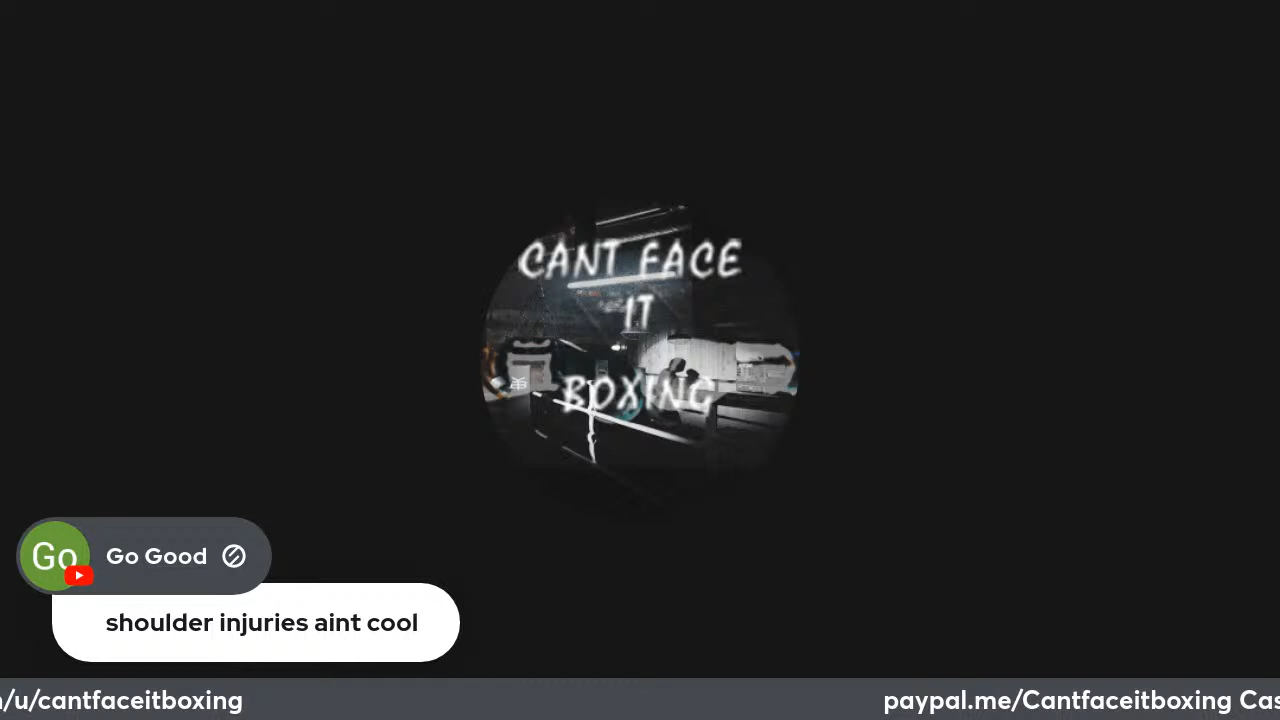 CANT FACE
IT
BOXING
Go
Go Good
shoulder injuries aint cool
/u/cantfaceitboxing
paypal.me/Cantfaceitboxing